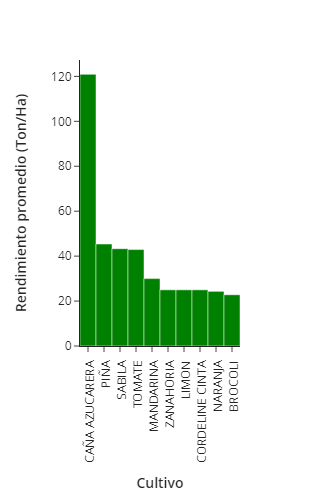 Rendimiento promedio (Ton/Ha)
120
100
80
60
40
20
0
CAÑA AZUCARERA
PIÑA
SABILA
TOMATE
MANDARINA
ZANAHORIA
LIMON
CORDELINE CINTA
NARANJA
BROCOLI
Cultivo